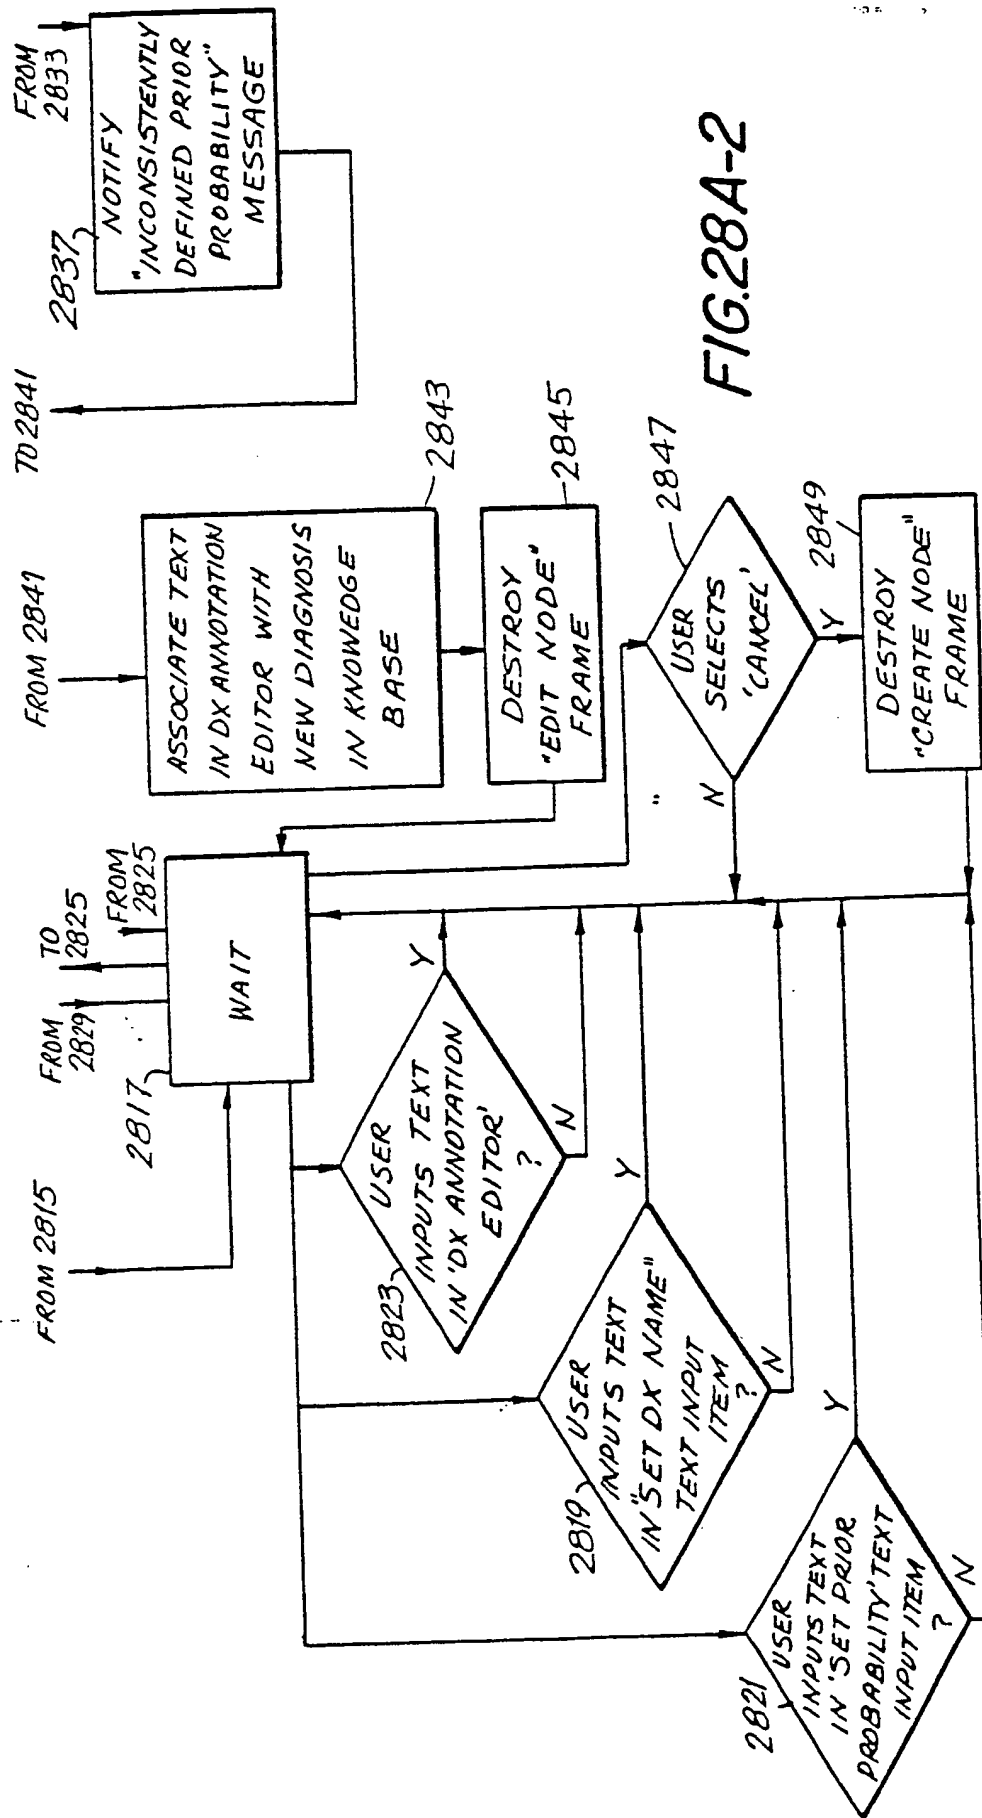 FROM 2815
FROM
2829
TO
2825
FROM
2825
FROM 2841
TO 2841
FROM
2833
2817
WAIT
ASSOCIATE TEXT
IN DX ANNOTATION
EDITOR WITH
NEW DIAGNOSIS
IN KNOWEDGE
BASE
2843
2837
NOTIFY
"INCONSISTENTLY
DEFINED PRIOR
PROBABILITY"
MESSAGE
DESTROY
"EDIT NODE"
FRAME
2845
2823
USER
INPUTS TEXT
IN 'DX ANNOTATION
EDITOR'
?
Y
N
2819
USER
INPUTS TEXT
IN "SET DX NAME"
TEXT INPUT
ITEM
?
Y
N
2821
USER
INPUTS TEXT
IN 'SET PRIOR
PROBABILITY' TEXT
INPUT ITEM
?
Y
N
2847
USER
SELECTS
'CANCEL'
N
Y
2849
DESTROY
"CREATE NODE"
FRAME
FIG.28A-2